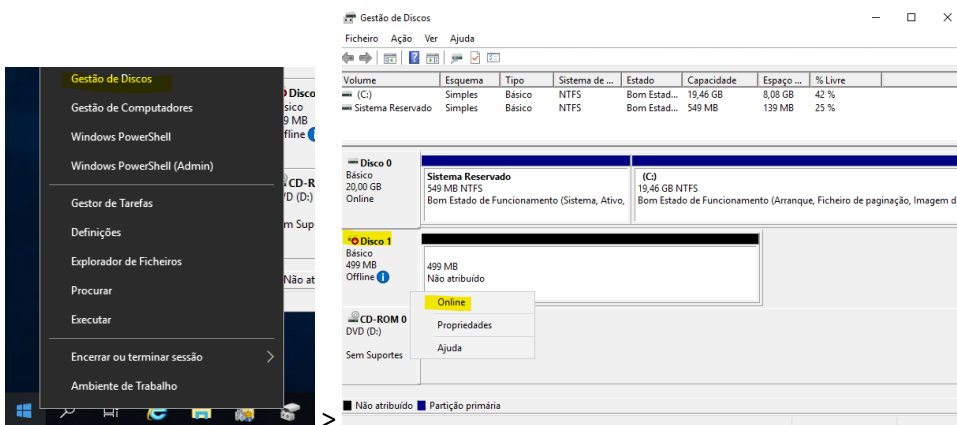 Gestão de Discos
Gestão de Computadores
Windows PowerShell
Windows PowerShell (Admin)
Gestor de Tarefas
Definições
Explorador de Ficheiros
Procurar
Executar
Encerrar ou terminar sessão
Ambiente de Trabalho
Disco
sico
9 MB
ffline
CD-R
D (D:)
m Sup
Não at
>
Gestão de Discos
Ficheiro Ação Ver Ajuda
Volume Esquema Tipo Sistema de ... Estado Capacidade Espaço ... % Livre
(C:) Simples Básico NTFS Bom Estad... 19,46 GB 8,08 GB 42 %
Sistema Reservado Simples Básico NTFS Bom Estad... 549 MB 139 MB 25 %
Disco 0
Básico
20,00 GB
Online
Sistema Reservado
549 MB NTFS
Bom Estado de Funcionamento (Sistema, Ativo,
(C:)
19,46 GB NTFS
Bom Estado de Funcionamento (Arranque, Ficheiro de paginação, Imagem d
Disco 1
Básico
499 MB
Offline
499 MB
Não atribuído
Online
Propriedades
Ajuda
CD-ROM 0
DVD (D:)
Sem Suportes
Não atribuído Partição primária